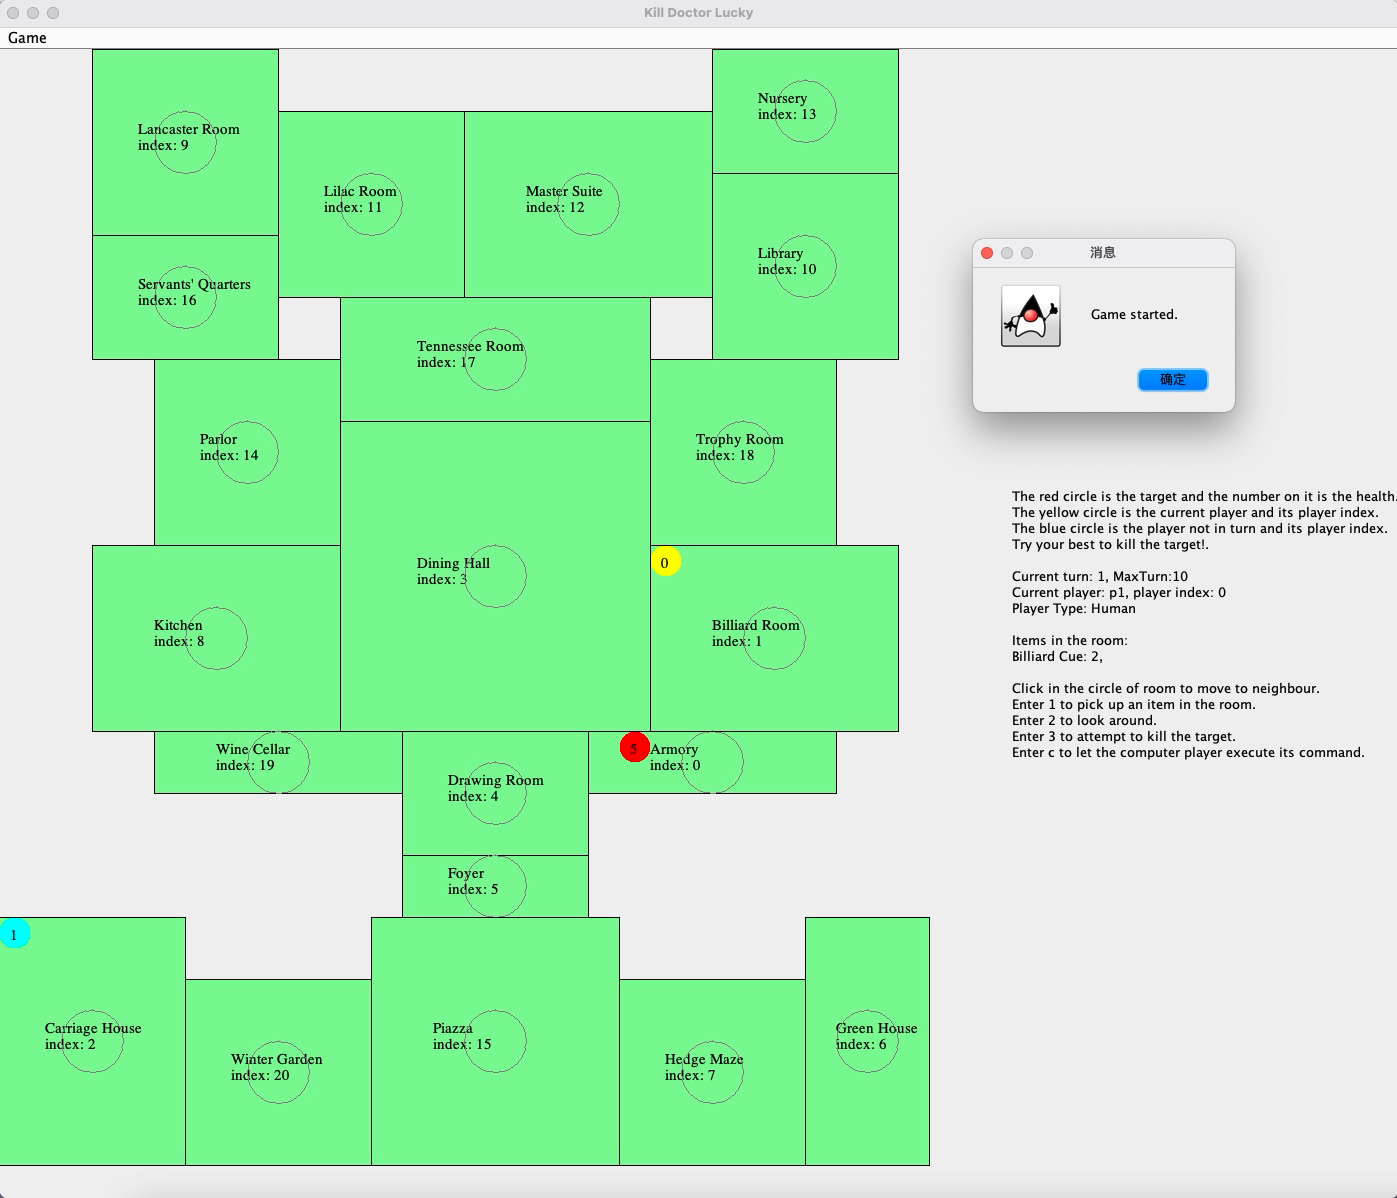 Kill Doctor Lucky
Game
Lancaster Room
index: 9
Lilac Room
index: 11
Master Suite
index: 12
Nursery
index: 13
Library
index: 10
Servants' Quarters
index: 16
Tennessee Room
index: 17
Parlor
index: 14
Trophy Room
index: 18
Dining Hall
index: 3
0
Kitchen
index: 8
Billiard Room
index: 1
Wine Cellar
index: 19
5
Armory
index: 0
Drawing Room
index: 4
Foyer
index: 5
1
Carriage House
index: 2
Winter Garden
index: 20
Piazza
index: 15
Hedge Maze
index: 7
Green House
index: 6
消息
Game started.
确定
The red circle is the target and the number on it is the health.
The yellow circle is the current player and its player index.
The blue circle is the player not in turn and its player index.
Try your best to kill the target!.
Current turn: 1, MaxTurn:10
Current player: p1, player index: 0
Player Type: Human
Items in the room:
Billiard Cue: 2,
Click in the circle of room to move to neighbour.
Enter 1 to pick up an item in the room.
Enter 2 to look around.
Enter 3 to attempt to kill the target.
Enter c to let the computer player execute its command.